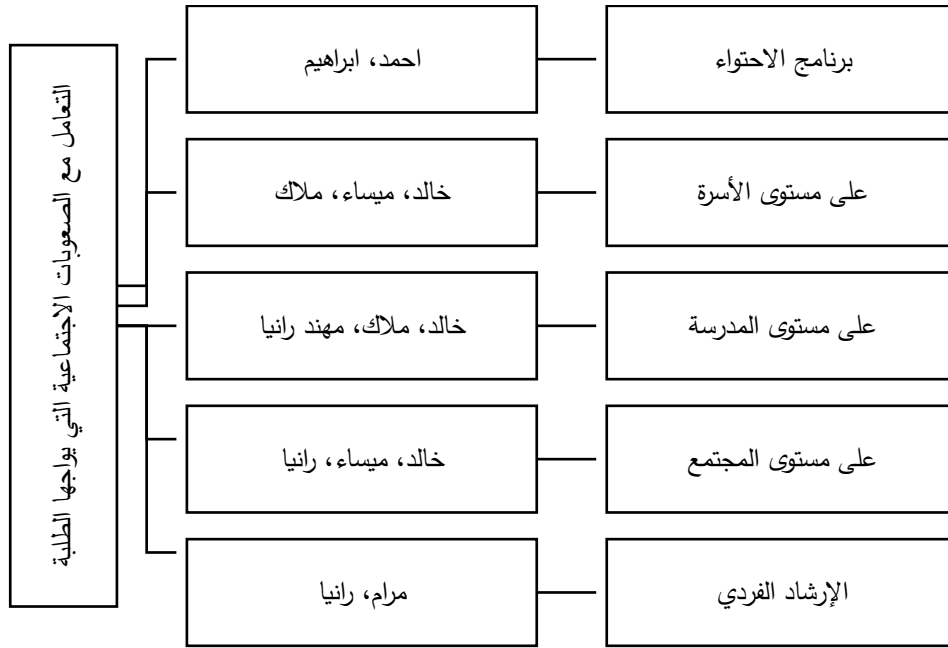 التعامل مع الصعوبات الاجتماعية التي يواجها الطلبة
برنامج الاحتواء
احمد، ابراهيم
على مستوى الأسرة
خالد، ميساء، ملاك
على مستوى المدرسة
خالد، ملاك، مهند رانيا
على مستوى المجتمع
خالد، ميساء، رانيا
الإرشاد الفردي
مرام، رانيا